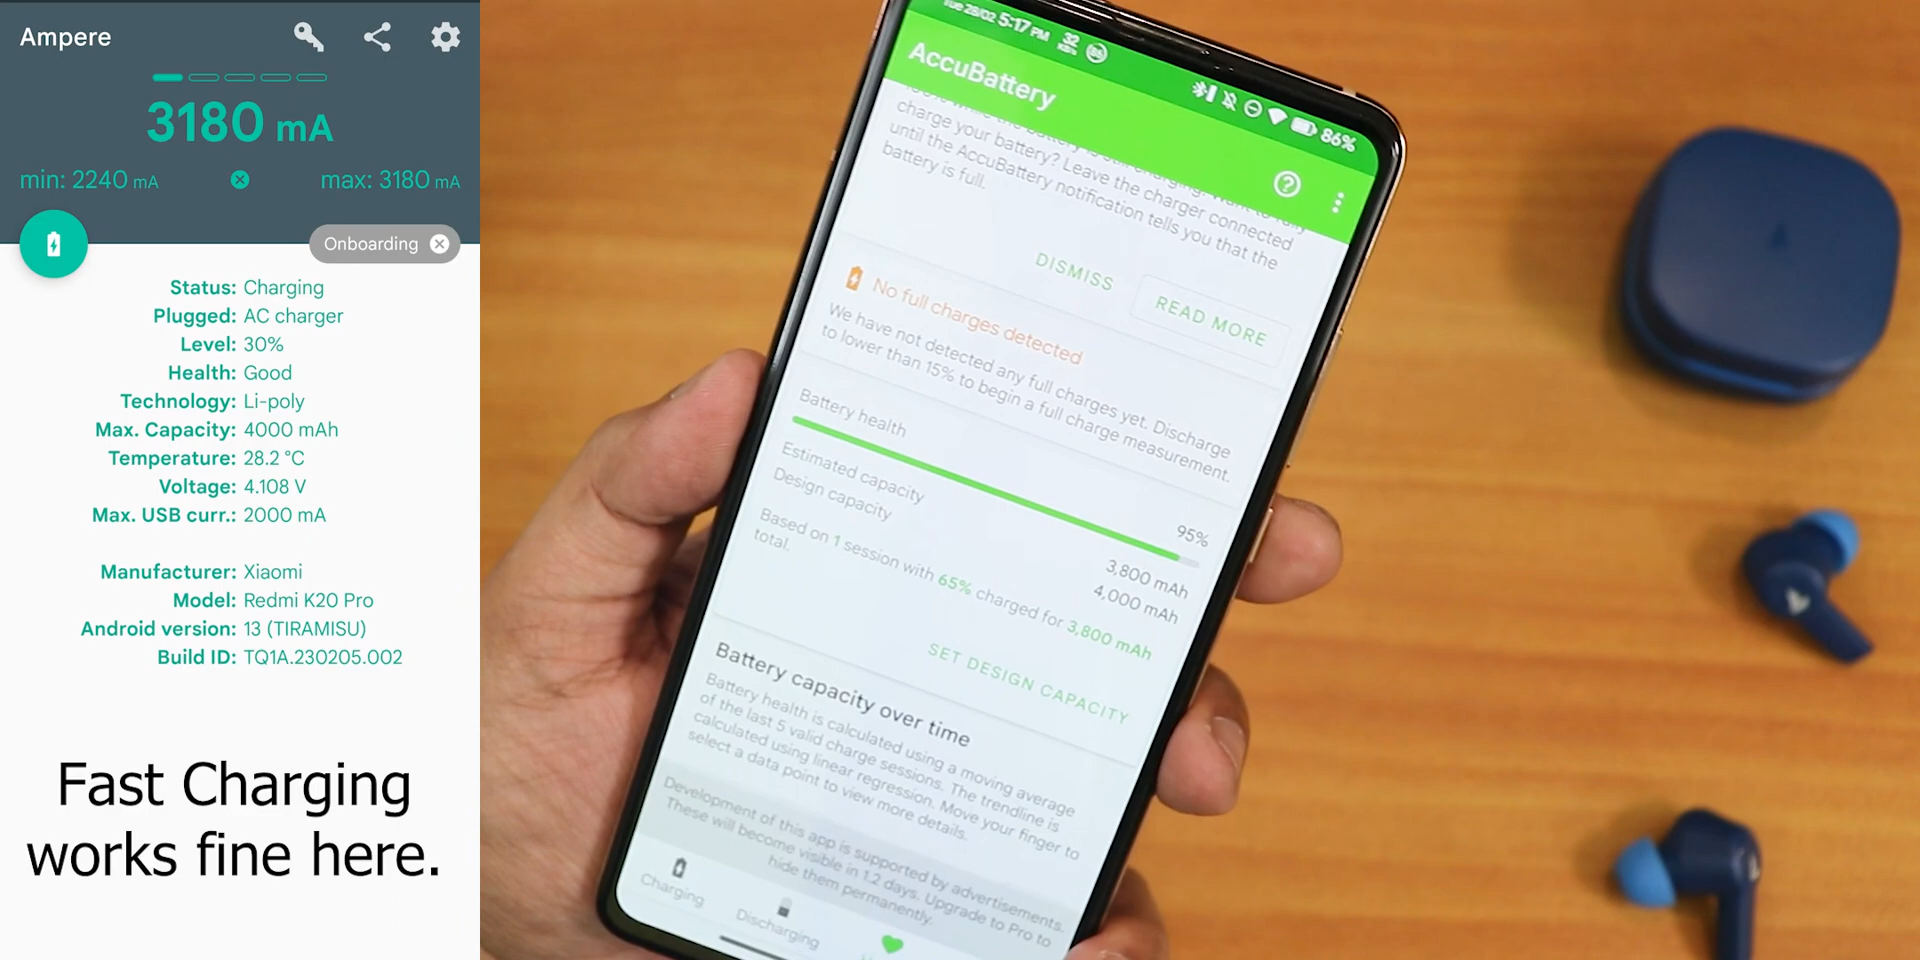 Ampere
3180 mA
min: 2240 mA
max: 3180 mA
Onboarding
Status: Charging
Plugged: AC charger
Level: 30%
Health: Good
Technology: Li-poly
Max. Capacity: 4000 mAh
Temperature: 28.2 °C
Voltage: 4.108 V
Max. USB curr.: 2000 mA
Manufacturer: Xiaomi
Model: Redmi K20 Pro
Android version: 13 (TIRAMISU)
Build ID: TQ1A.230205.002
Fast Charging
works fine here.
Tue 28/02 5:17 PM 32 KB/s 86%
AccuBattery
charge your battery? Leave the charger connected
until the AccuBattery notification tells you that the
battery is full.
DISMISS
READ MORE
No full charges detected
We have not detected any full charges yet. Discharge
to lower than 15% to begin a full charge measurement.
Battery health
95%
Estimated capacity 3,800 mAh
Design capacity 4,000 mAh
Based on 1 session with 65% charged for 3,800 mAh
total.
SET DESIGN CAPACITY
Battery capacity over time
Battery health is calculated using a moving average
of the last 5 valid charge sessions. The trendline is
calculated using linear regression. Move your finger to
select a data point to view more details.
Development of this app is supported by advertisements.
These will become visible in 1.2 days. Upgrade to Pro to
hide them permanently.
Charging
Discharging